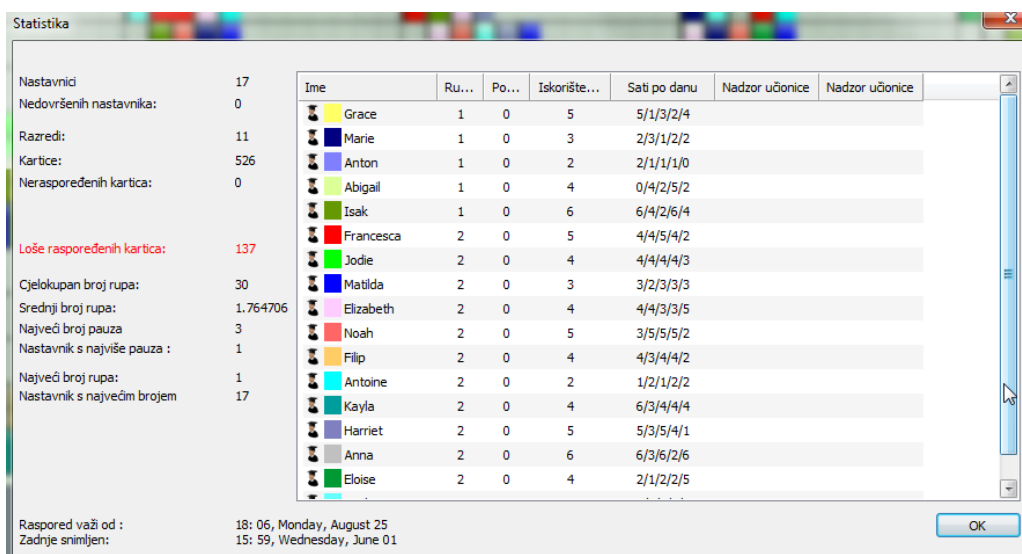 Statistika
Nastavnici 17
Nedovršenih nastavnika: 0
Razredi: 11
Kartice: 526
Neraspoređenih kartica: 0
Loše raspoređenih kartica: 137
Cjelokupan broj rupa: 30
Srednji broj rupa: 1.764706
Najveći broj pauza 3
Nastavnik s najviše pauza : 1
Najveći broj rupa: 1
Nastavnik s najvećim brojem 17
Ime Ru... Po... Iskorište... Sati po danu Nadzor učionice Nadzor učionice
Grace 1 0 5 5/1/3/2/4
Marie 1 0 3 2/3/1/2/2
Anton 1 0 2 2/1/1/1/0
Abigail 1 0 4 0/4/2/5/2
Isak 1 0 6 6/4/2/6/4
Francesca 2 0 5 4/4/5/4/2
Jodie 2 0 4 4/4/4/4/3
Matilda 2 0 3 3/2/3/3/3
Elizabeth 2 0 4 4/4/3/3/5
Noah 2 0 5 3/5/5/5/2
Filip 2 0 4 4/3/4/4/2
Antoine 2 0 2 1/2/1/2/2
Kayla 2 0 4 6/3/4/4/4
Harriet 2 0 5 5/3/5/4/1
Anna 2 0 6 6/3/6/2/6
Eloise 2 0 4 2/1/2/2/5
Raspored važi od : 18: 06, Monday, August 25
Zadnje snimljen: 15: 59, Wednesday, June 01
OK